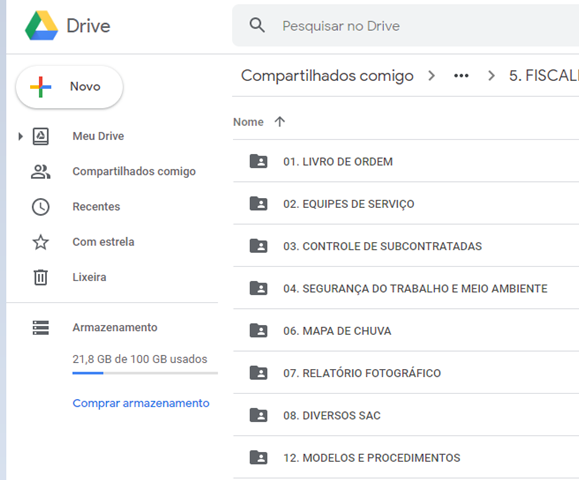 Drive
Pesquisar no Drive
Novo
Compartilhados comigo > ••• > 5. FISCAL
Nome
Meu Drive
Compartilhados comigo
Recentes
Com estrela
Lixeira
Armazenamento
21,8 GB de 100 GB usados
Comprar armazenamento
01. LIVRO DE ORDEM
02. EQUIPES DE SERVIÇO
03. CONTROLE DE SUBCONTRATADAS
04. SEGURANÇA DO TRABALHO E MEIO AMBIENTE
06. MAPA DE CHUVA
07. RELATÓRIO FOTOGRÁFICO
08. DIVERSOS SAC
12. MODELOS E PROCEDIMENTOS